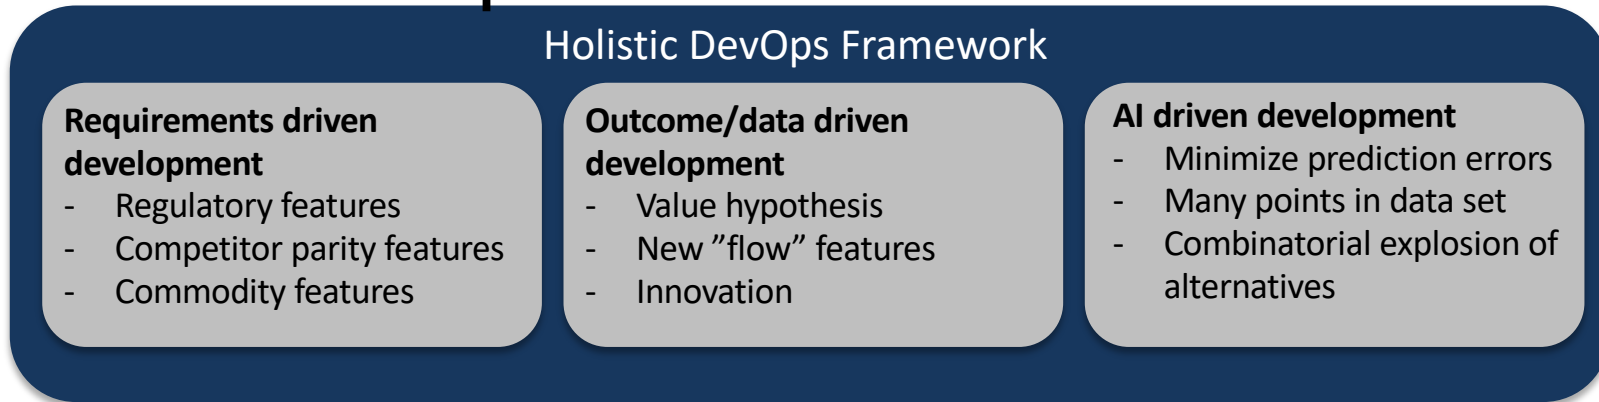 Holistic DevOps Framework
Requirements driven
development
- Regulatory features
- Competitor parity features
- Commodity features
Outcome/data driven
development
- Value hypothesis
- New ”flow” features
- Innovation
AI driven development
- Minimize prediction errors
- Many points in data set
- Combinatorial explosion of
alternatives